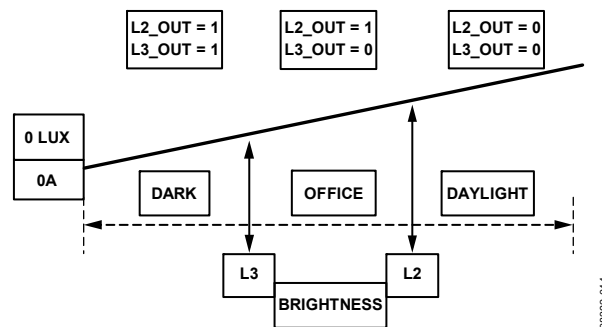 L2_OUT = 1
L3_OUT = 1
L2_OUT = 1
L3_OUT = 0
L2_OUT = 0
L3_OUT = 0
0 LUX
0A
DARK
OFFICE
DAYLIGHT
L3
L2
BRIGHTNESS